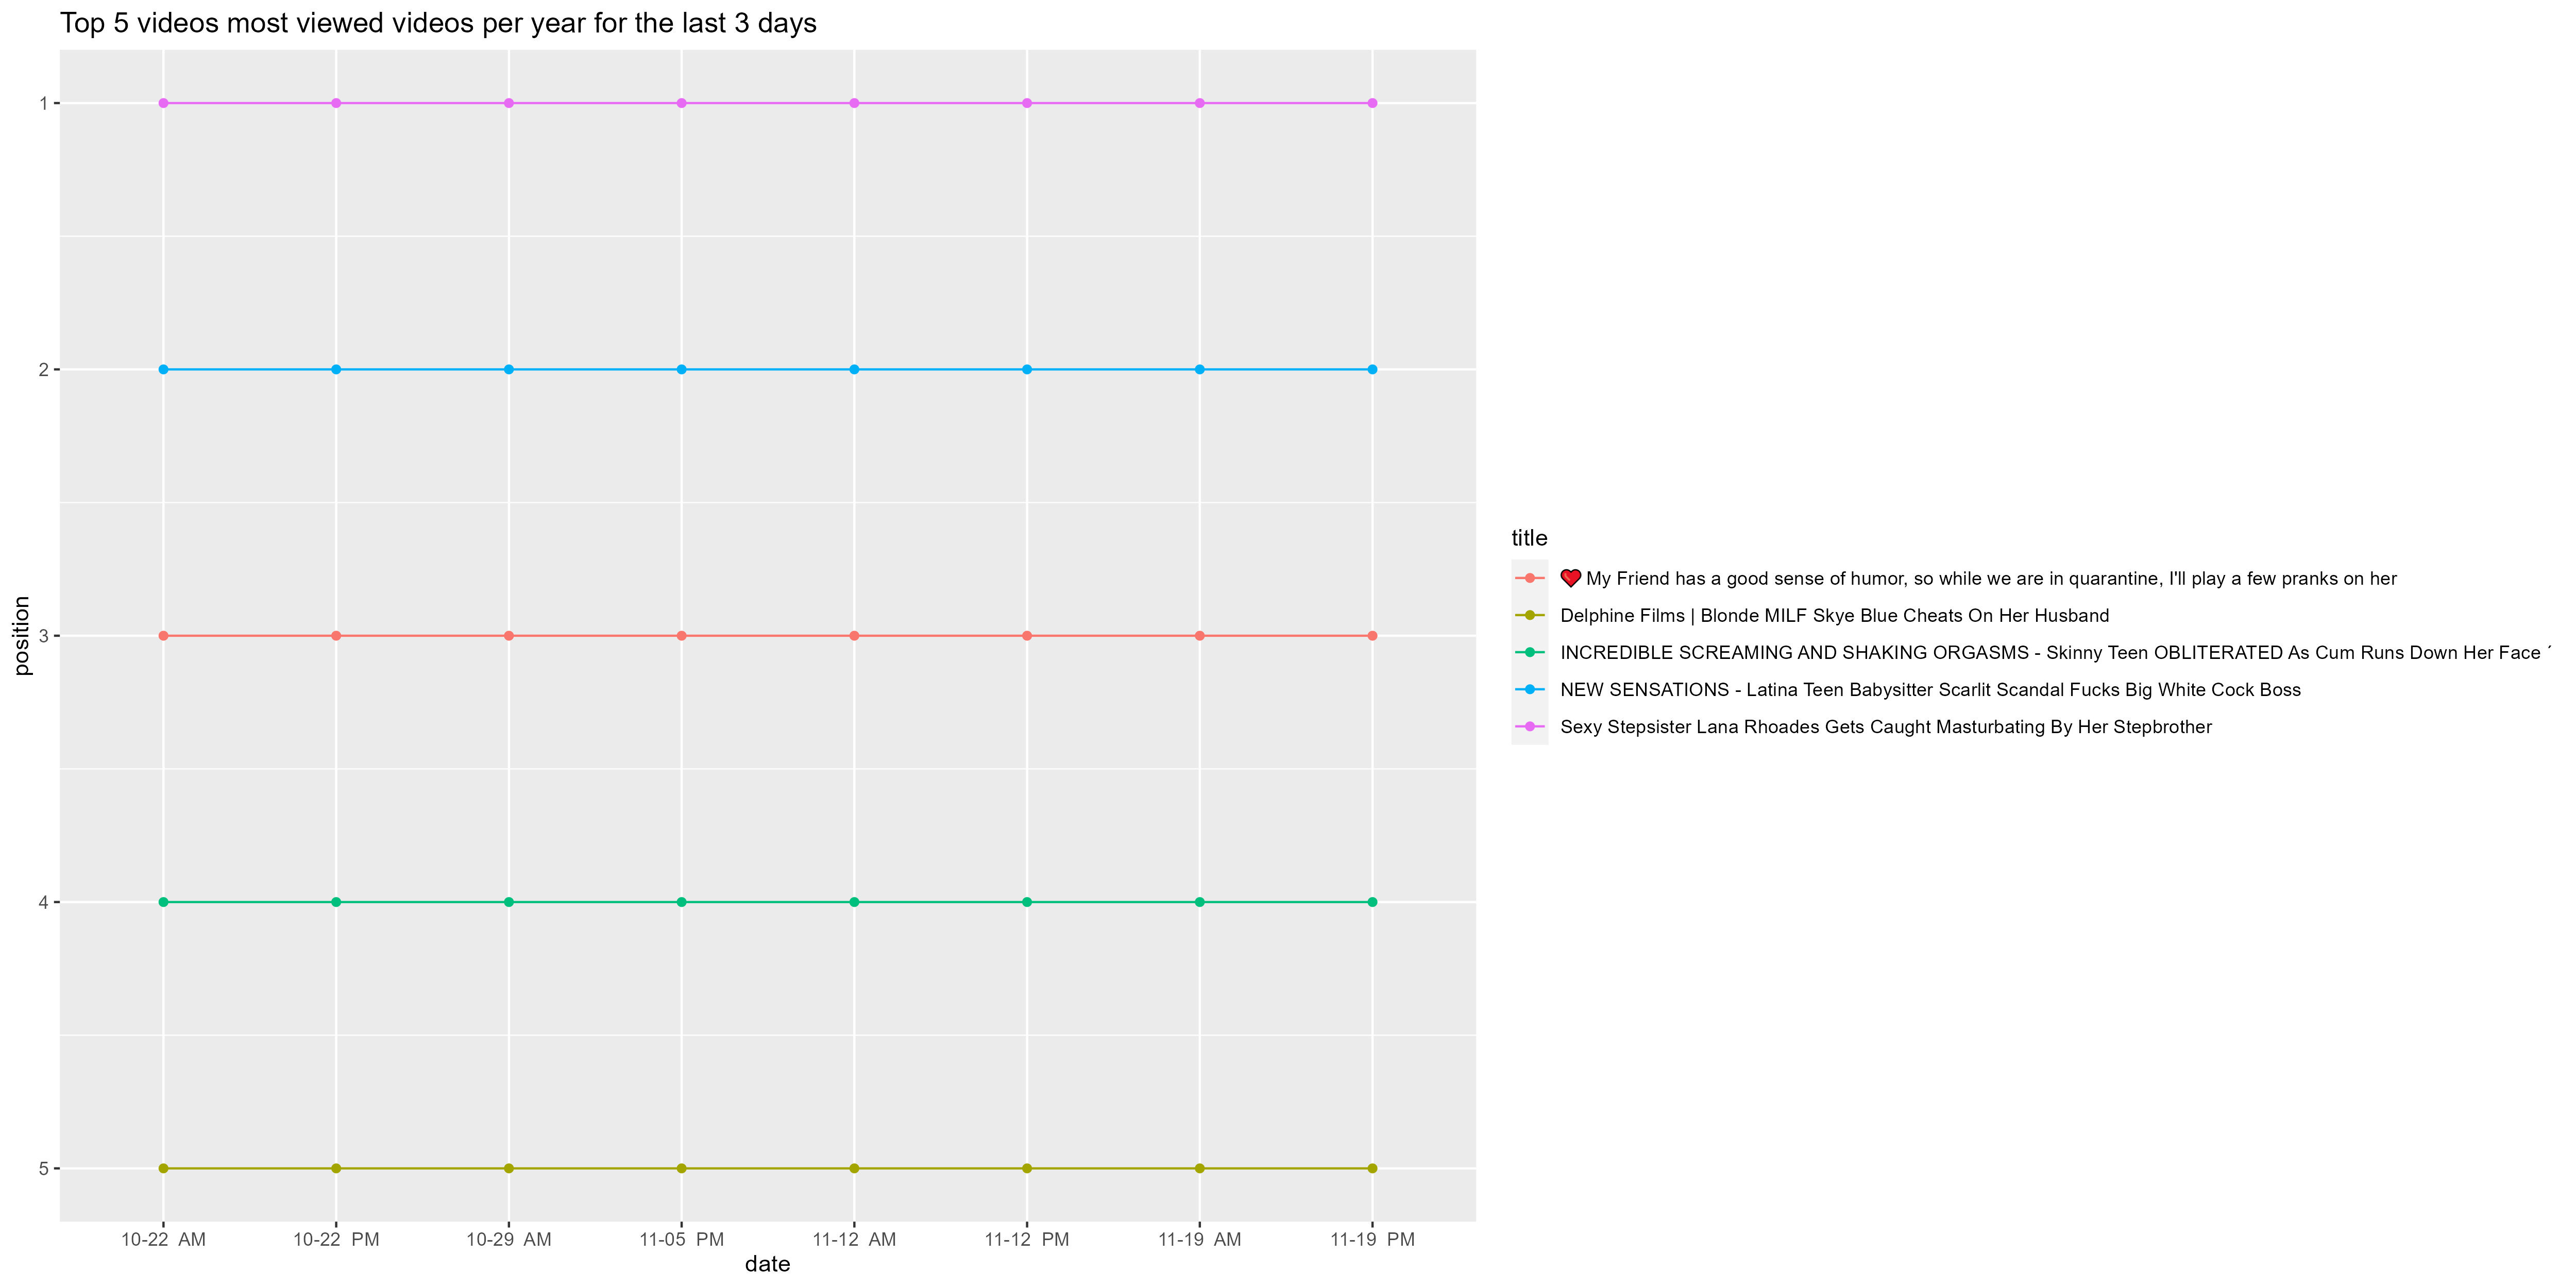 Top 5 videos most viewed videos per year for the last 3 days
position
1
2
3
4
5
10-22 AM
10-22 PM
10-29 AM
11-05 PM
11-12 AM
11-12 PM
11-19 AM
11-19 PM
date
title
❤ My Friend has a good sense of humor, so while we are in quarantine, I'll play a few pranks on her
Delphine Films | Blonde MILF Skye Blue Cheats On Her Husband
INCREDIBLE SCREAMING AND SHAKING ORGASMS - Skinny Teen OBLITERATED As Cum Runs Down Her Face
NEW SENSATIONS - Latina Teen Babysitter Scarlit Scandal Fucks Big White Cock Boss
Sexy Stepsister Lana Rhoades Gets Caught Masturbating By Her Stepbrother